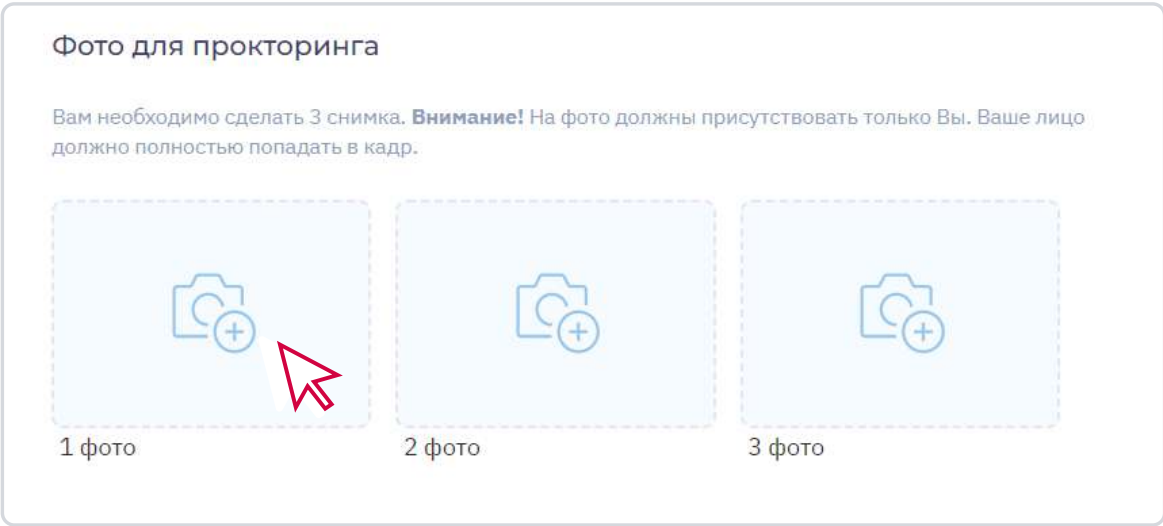 Фото для прокторинга
Вам необходимо сделать 3 снимка. Внимание! На фото должны присутствовать только Вы. Ваше лицо
должно полностью попадать в кадр.
1 фото
2 фото
3 фото